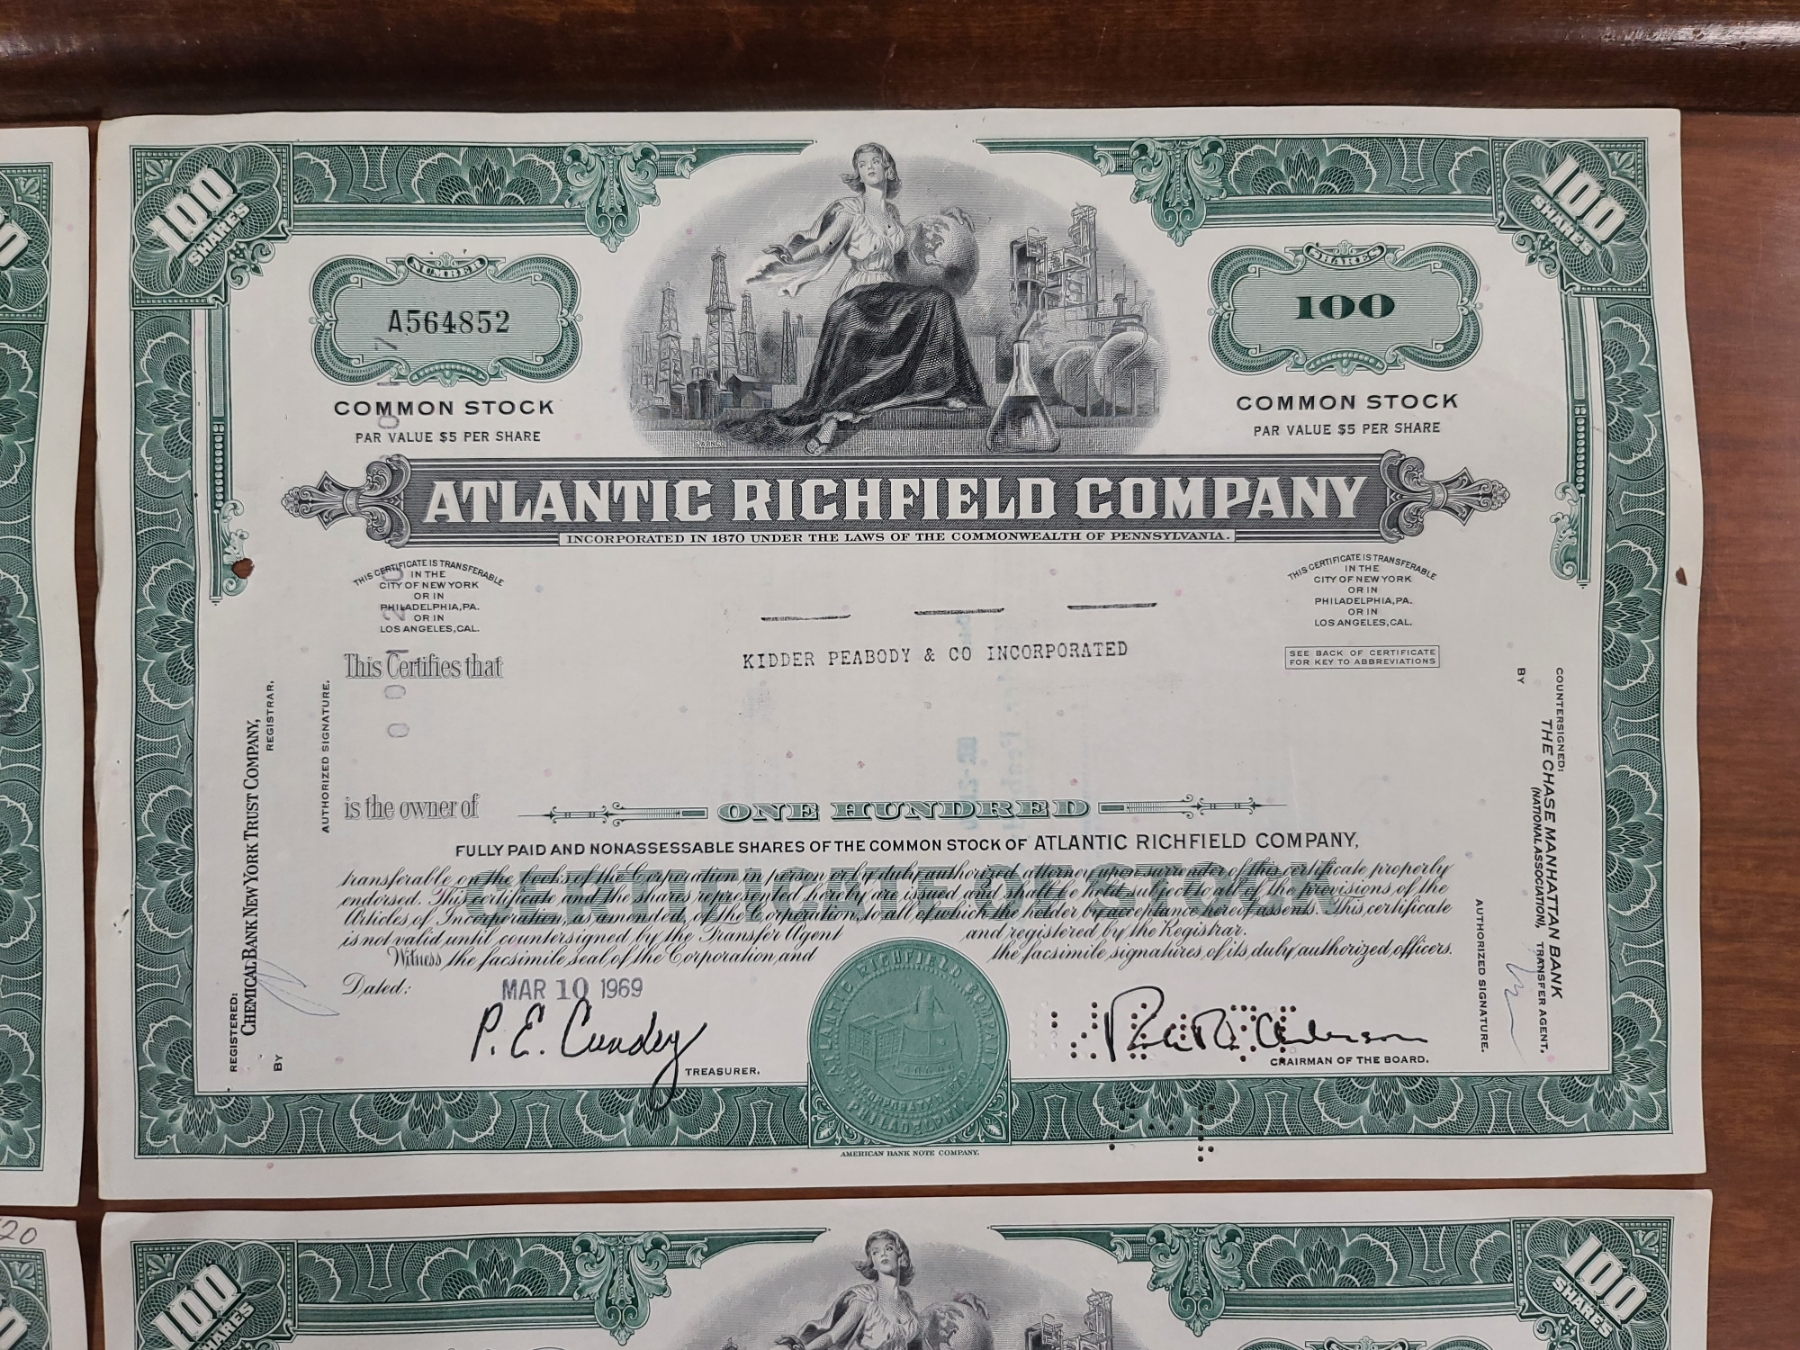 100 SHARES
100 SHARES
NUMBER
A564852
SHARES
100
COMMON STOCK
PAR VALUE $5 PER SHARE
COMMON STOCK
PAR VALUE $5 PER SHARE
ATLANTIC RICHFIELD COMPANY
INCORPORATED IN 1870 UNDER THE LAWS OF THE COMMONWEALTH OF PENNSYLVANIA.
THIS CERTIFICATE IS TRANSFERABLE
IN THE
CITY OF NEW YORK
OR IN
PHILADELPHIA, PA.
OR IN
LOS ANGELES, CAL.
THIS CERTIFICATE IS TRANSFERABLE
IN THE
CITY OF NEW YORK
OR IN
PHILADELPHIA, PA.
OR IN
LOS ANGELES, CAL.
SEE BACK OF CERTIFICATE
FOR KEY TO ABBREVIATIONS
This Certifies that
KIDDER PEABODY & CO INCORPORATED
is the owner of
ONE HUNDRED
FULLY PAID AND NONASSESSABLE SHARES OF THE COMMON STOCK OF ATLANTIC RICHFIELD COMPANY,
transferable on the books of the Corporation in person or by duly authorized attorney upon surrender of this certificate properly
endorsed. This certificate and the shares represented hereby are issued and shall be held subject to all of the provisions of the
Articles of Incorporation, as amended, of the Corporation, to all of which the holder by acceptance hereof assents. This certificate
is not valid until countersigned by the Transfer Agent and registered by the Registrar.
Witness the facsimile seal of the Corporation and the facsimile signatures of its duly authorized officers.
Dated:
MAR 10 1969
P. E. Cundey
TREASURER.
CHAIRMAN OF THE BOARD.
ATLANTIC RICHFIELD COMPANY
PHILADELPHIA
AMERICAN BANK NOTE COMPANY.
REGISTERED:
CHEMICAL BANK NEW YORK TRUST COMPANY,
REGISTRAR,
BY
AUTHORIZED SIGNATURE.
COUNTERSIGNED:
THE CHASE MANHATTAN BANK
(NATIONAL ASSOCIATION), TRANSFER AGENT,
BY
AUTHORIZED SIGNATURE.
20
100 SHARES
100 SHARES